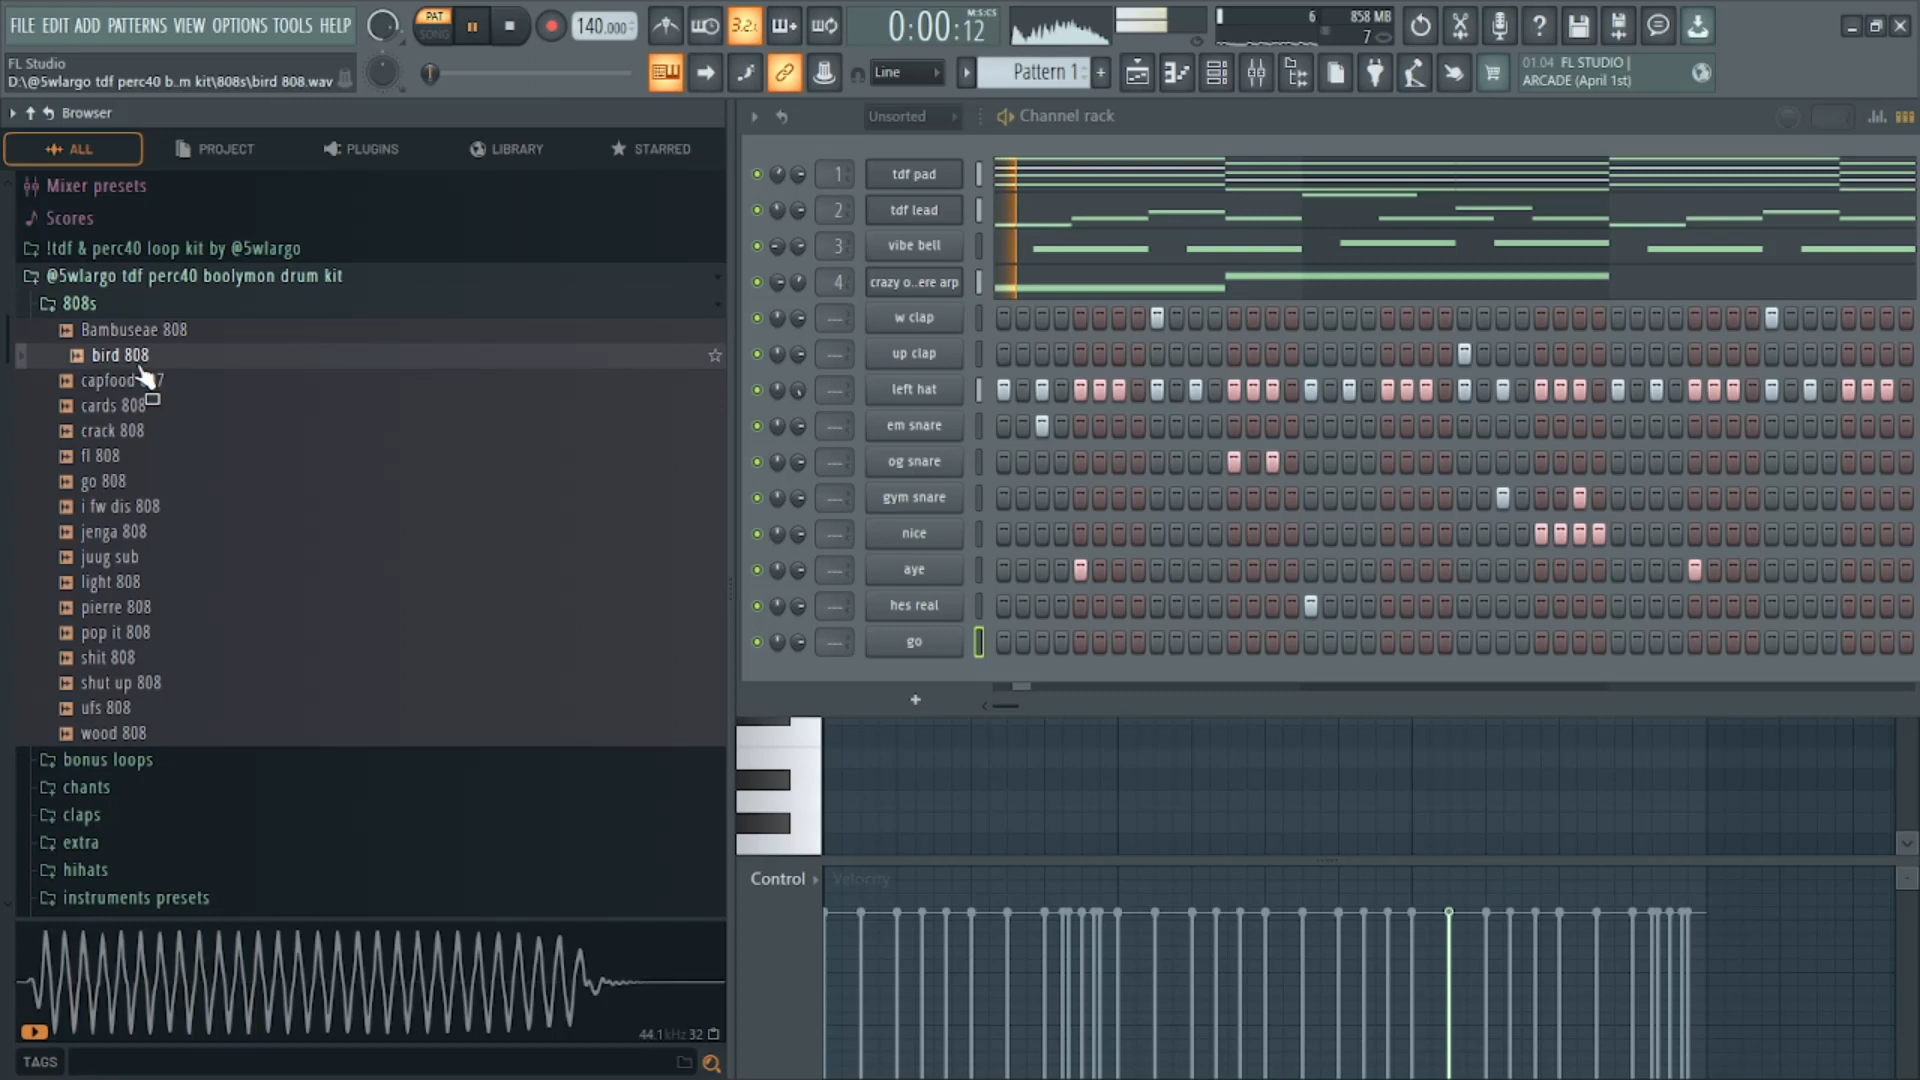 FILE EDIT ADD PATTERNS VIEW OPTIONS TOOLS HELP
PAT
SONG
140.000
3.2.
0:00:12
M:S:CS
6
858 MB
7
FL Studio
D:\@5wlargo tdf perc40 b..m kit\808s\bird 808.wav
Line
Pattern 1
+
01.04 FL STUDIO |
ARCADE (April 1st)
Browser
ALL
PROJECT
PLUGINS
LIBRARY
STARRED
Mixer presets
Scores
!tdf & perc40 loop kit by @5wlargo
@5wlargo tdf perc40 boolymon drum kit
808s
Bambuseae 808
bird 808
capfood
cards 808
crack 808
fl 808
go 808
i fw dis 808
jenga 808
juug sub
light 808
pierre 808
pop it 808
shit 808
shut up 808
ufs 808
wood 808
bonus loops
chants
claps
extra
hihats
instruments presets
44.1kHz 32
TAGS
Unsorted
Channel rack
1 tdf pad
2 tdf lead
3 vibe bell
4 crazy o..ere arp
w clap
up clap
left hat
em snare
og snare
gym snare
nice
aye
hes real
go
+
Control
Velocity